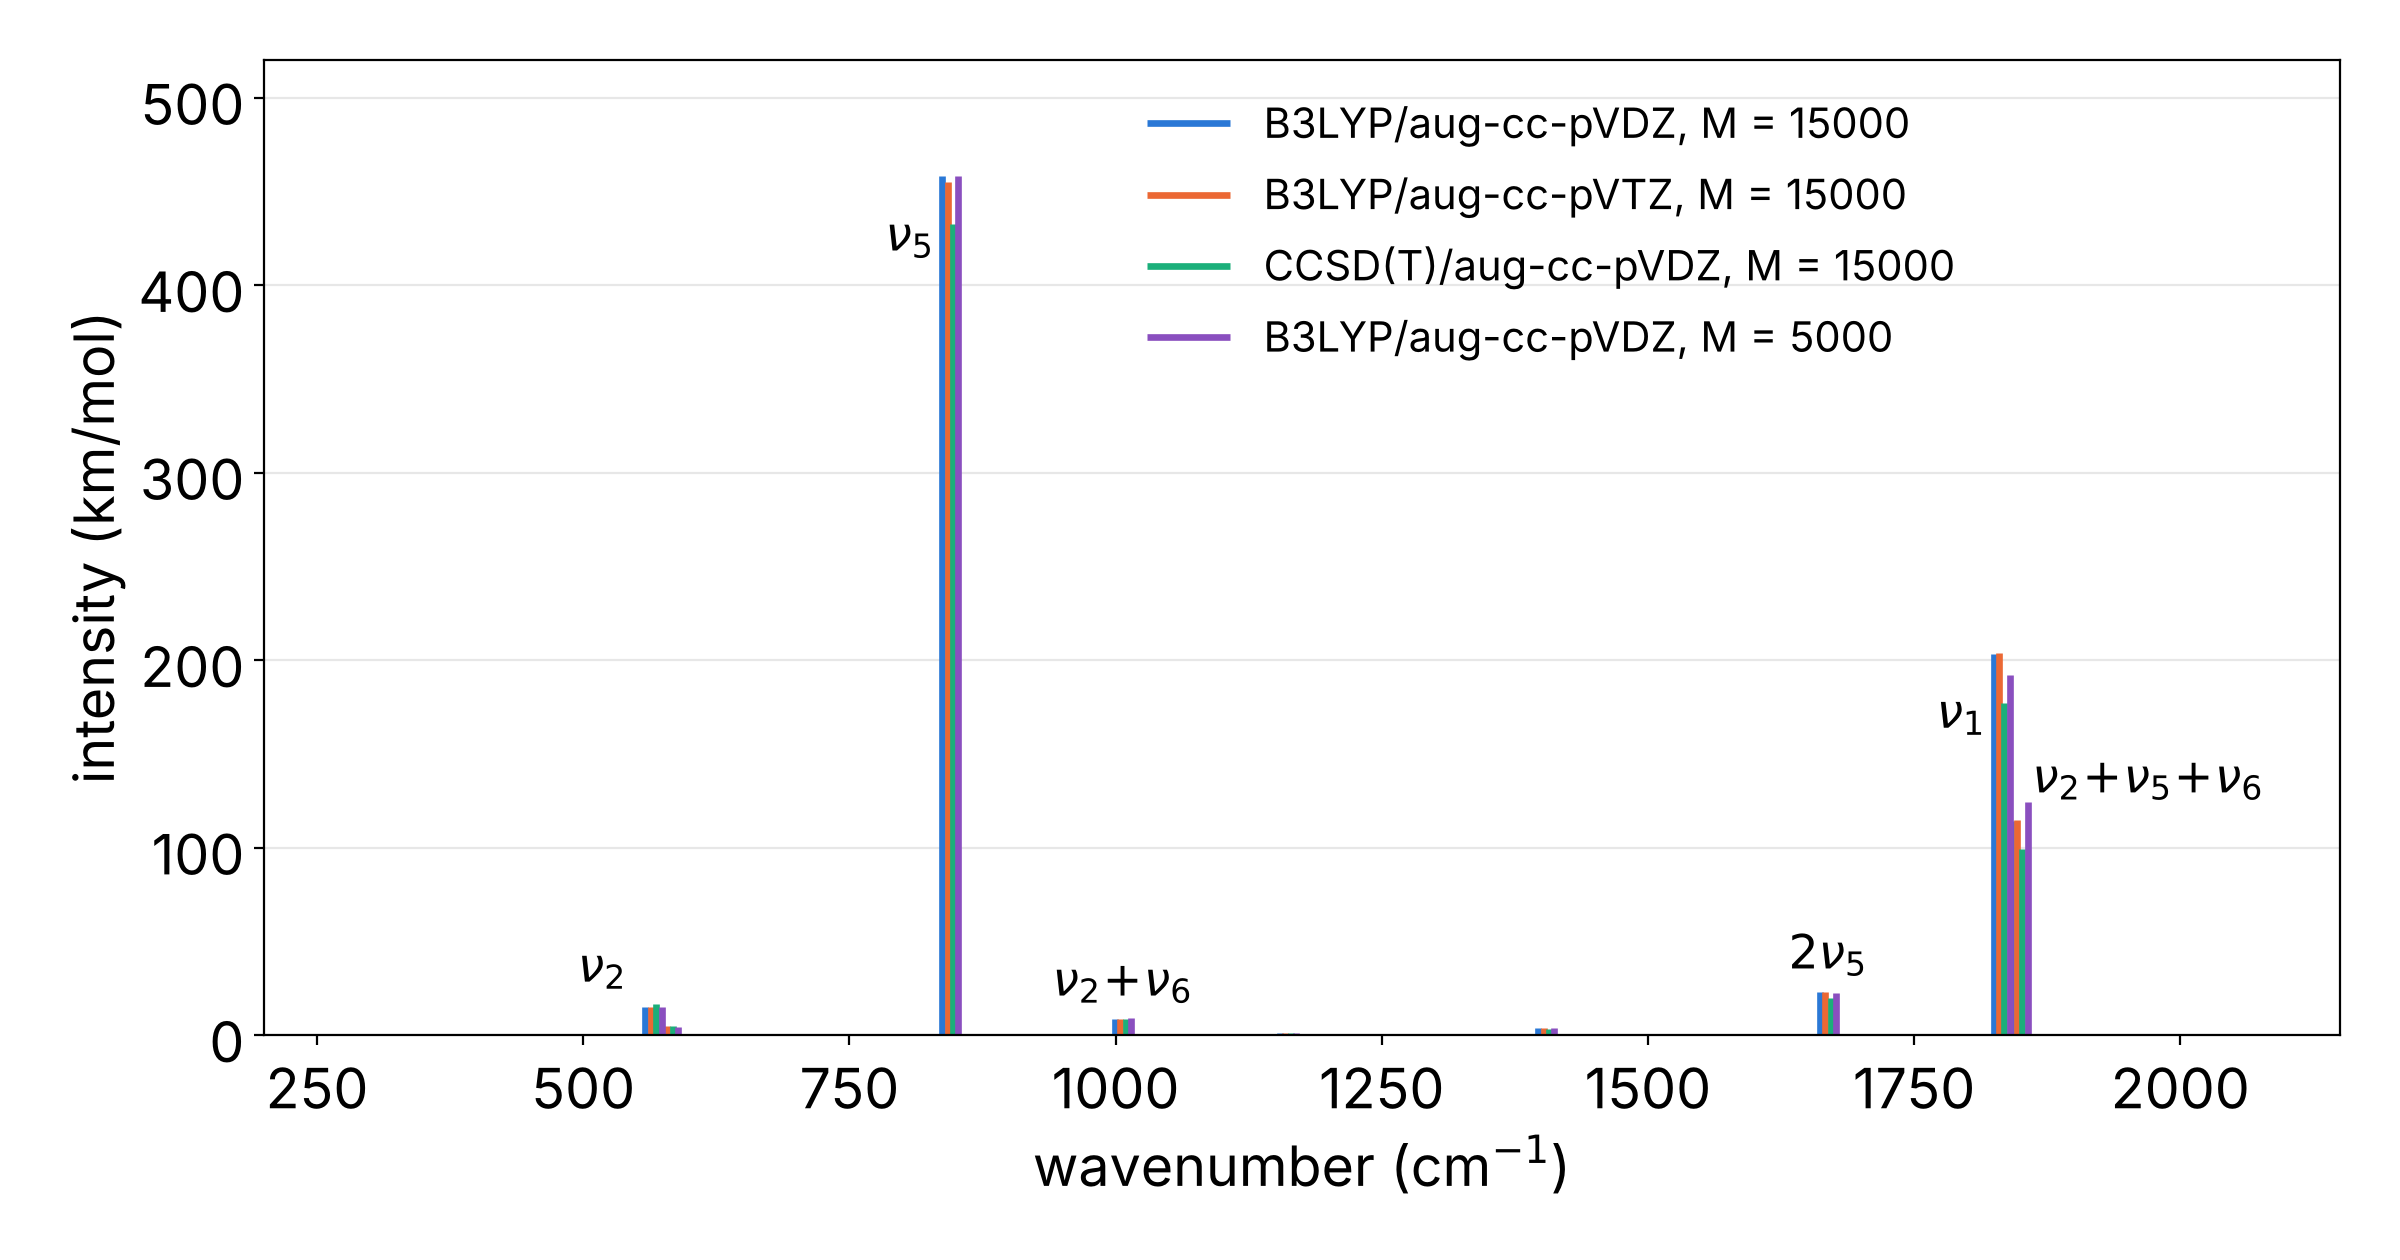 500
400
300
200
100
0
intensity (km/mol)
B3LYP/aug-cc-pVDZ, M = 15000
B3LYP/aug-cc-pVTZ, M = 15000
CCSD(T)/aug-cc-pVDZ, M = 15000
B3LYP/aug-cc-pVDZ, M = 5000
ν₅
ν₁
ν₂+ν₅+ν₆
2ν₅
ν₂
ν₂+ν₆
250 500 750 1000 1250 1500 1750 2000
wavenumber (cm⁻¹)